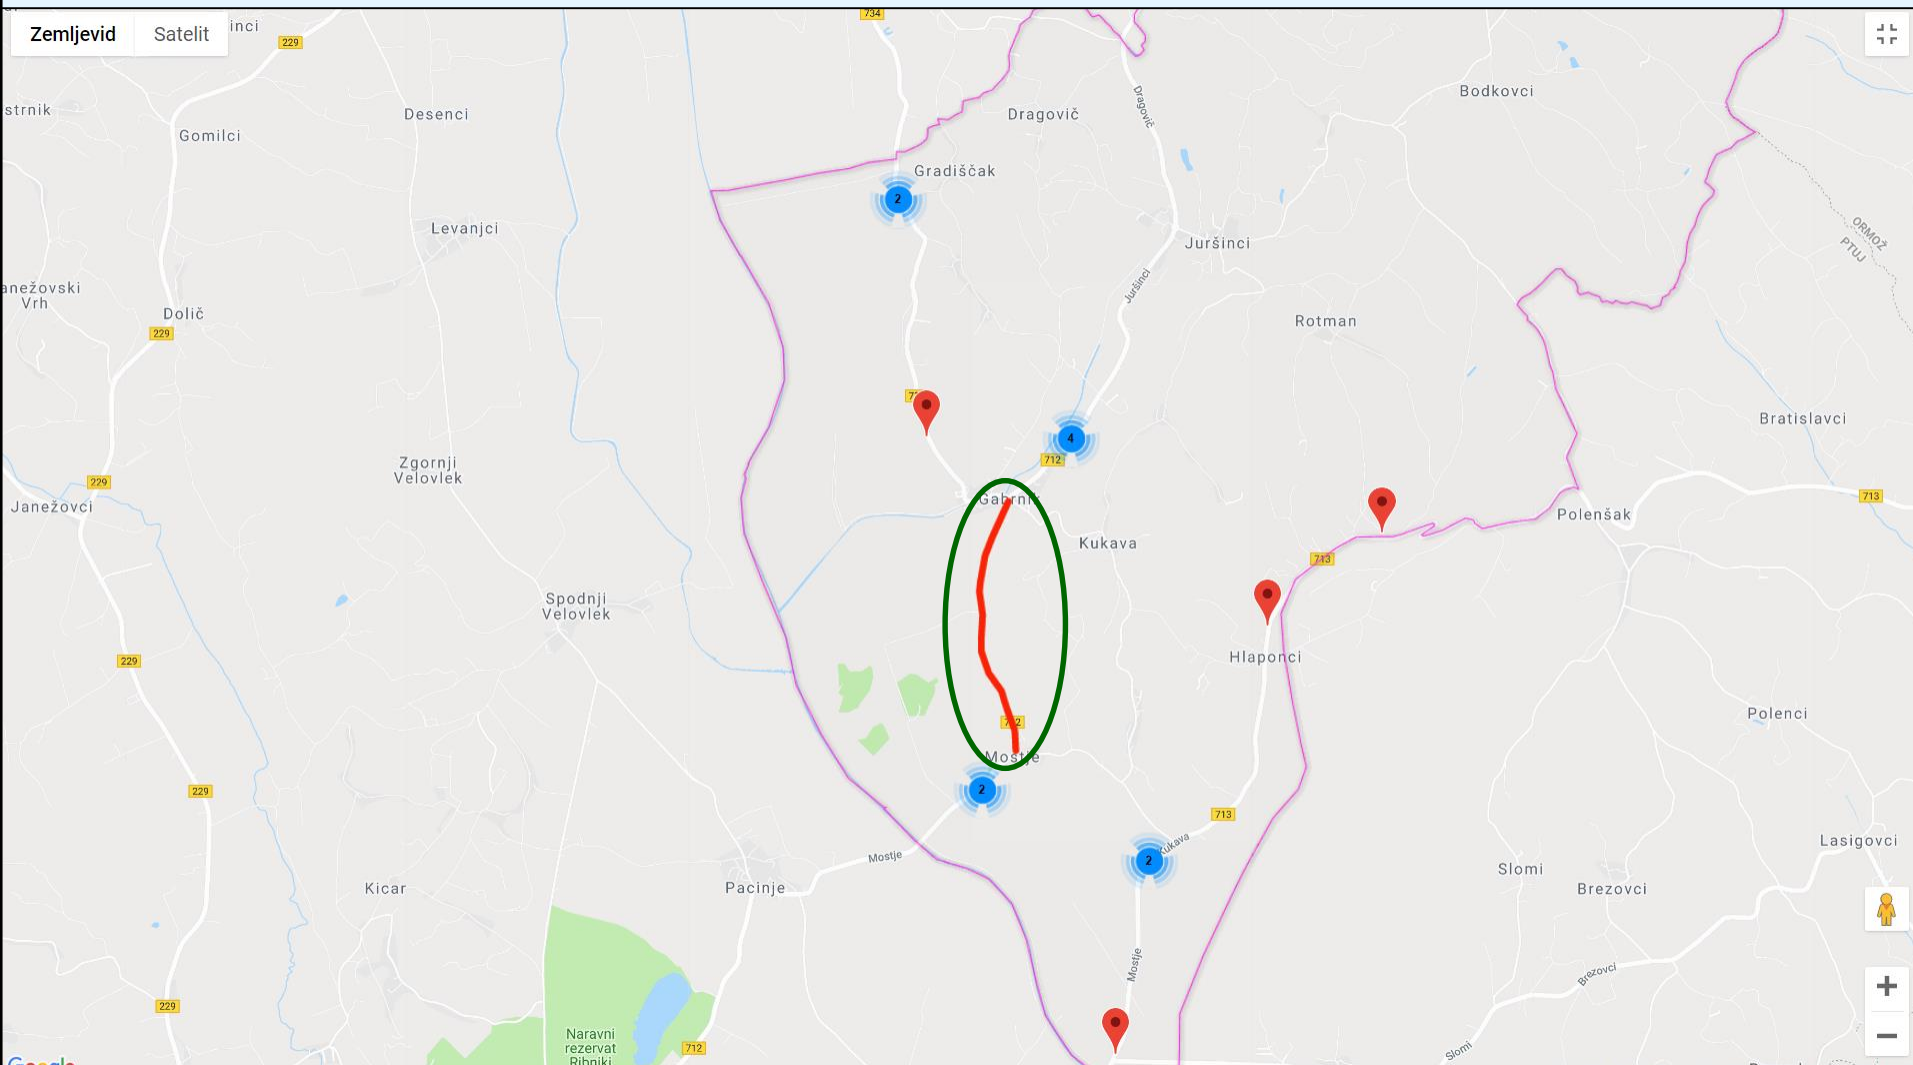 Zemljevid
Satelit
inci
734
229
strnik
Desenci
Dragovič
Dragovič
Bodkovci
Gomilci
Gradiščak
2
Levanjci
Juršinci
ORMOŽ
PTUJ
anežovski
Vrh
Juršinci
Dolič
229
Rotman
4
712
Bratislavci
Zgornji
Velovlek
229
Janežovci
Gabrnik
713
Polenšak
Kukava
713
Spodnji
Velovlek
Hlaponci
229
Polenci
Mostje
229
2
713
Kukava
2
Mostje
Lasigovci
Pacinje
Kicar
Slomi
Brezovci
Mostje
Brezovci
229
Naravni
rezervat
Ribniki
712
Slomi
Google